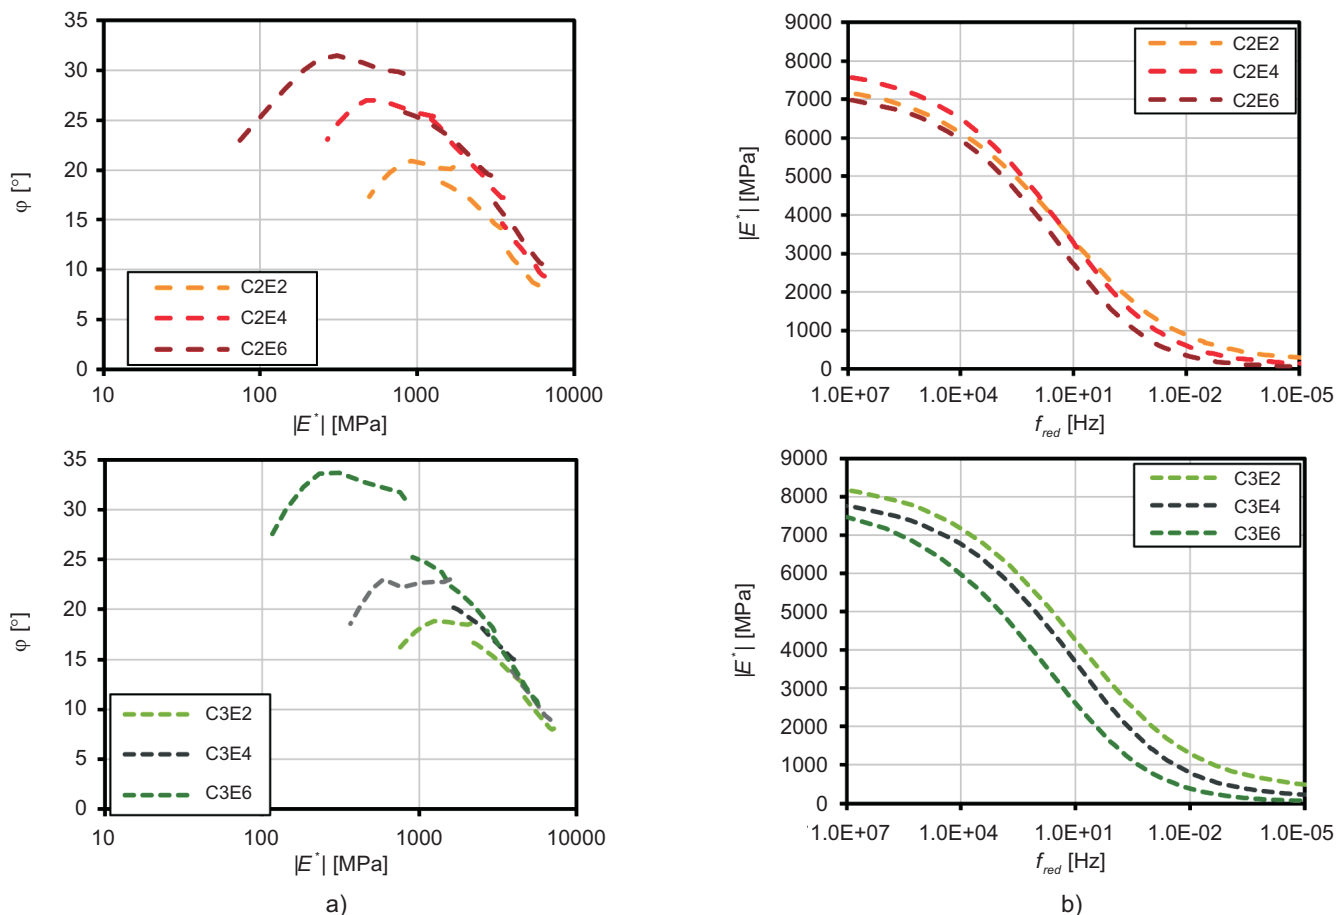 35
30
25
20
15
10
5
0
φ [°]
C2E2
C2E4
C2E6
10 100 1000 10000
|E*| [MPa]
9000
8000
7000
6000
5000
4000
3000
2000
1000
0
|E*| [MPa]
C2E2
C2E4
C2E6
1.0E+07 1.0E+04 1.0E+01 1.0E-02 1.0E-05
f_red [Hz]
35
30
25
20
15
10
5
0
φ [°]
C3E2
C3E4
C3E6
10 100 1000 10000
|E*| [MPa]
a)
9000
8000
7000
6000
5000
4000
3000
2000
1000
0
|E*| [MPa]
C3E2
C3E4
C3E6
1.0E+07 1.0E+04 1.0E+01 1.0E-02 1.0E-05
f_red [Hz]
b)